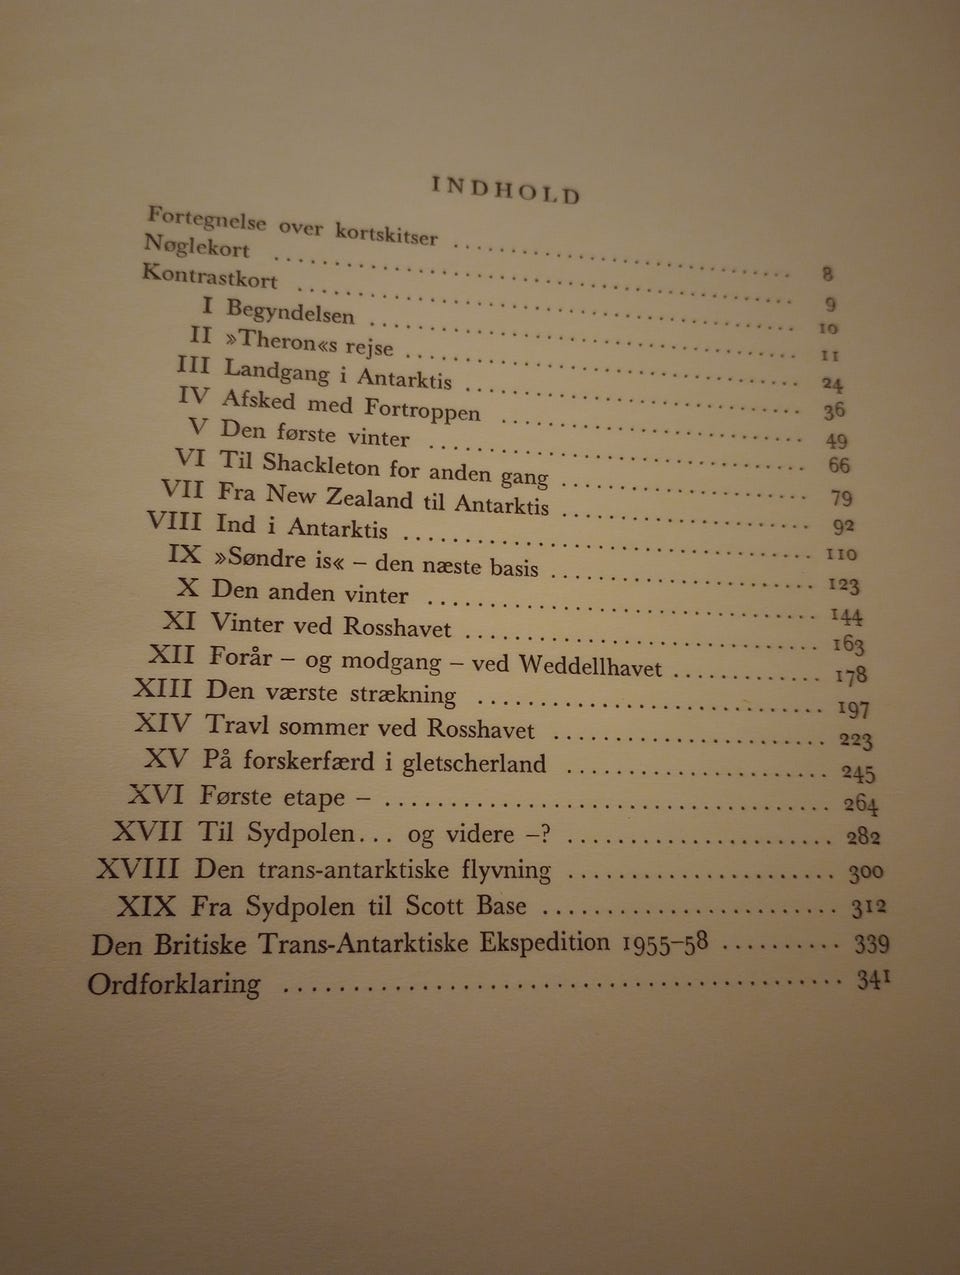 INDHOLD
Fortegnelse over kortskitser .......... 8
Nøglekort .......... 9
Kontrastkort .......... 10
I Begyndelsen .......... 11
II »Theron«s rejse .......... 24
III Landgang i Antarktis .......... 36
IV Afsked med Fortroppen .......... 49
V Den første vinter .......... 66
VI Til Shackleton for anden gang .......... 79
VII Fra New Zealand til Antarktis .......... 92
VIII Ind i Antarktis .......... 110
IX »Søndre is« – den næste basis .......... 123
X Den anden vinter .......... 144
XI Vinter ved Rosshavet .......... 163
XII Forår – og modgang – ved Weddellhavet .......... 178
XIII Den værste strækning .......... 197
XIV Travl sommer ved Rosshavet .......... 223
XV På forskerfærd i gletscherland .......... 245
XVI Første etape – .......... 264
XVII Til Sydpolen... og videre –? .......... 282
XVIII Den trans-antarktiske flyvning .......... 300
XIX Fra Sydpolen til Scott Base .......... 312
Den Britiske Trans-Antarktiske Ekspedition 1955–58 .......... 339
Ordforklaring .......... 341